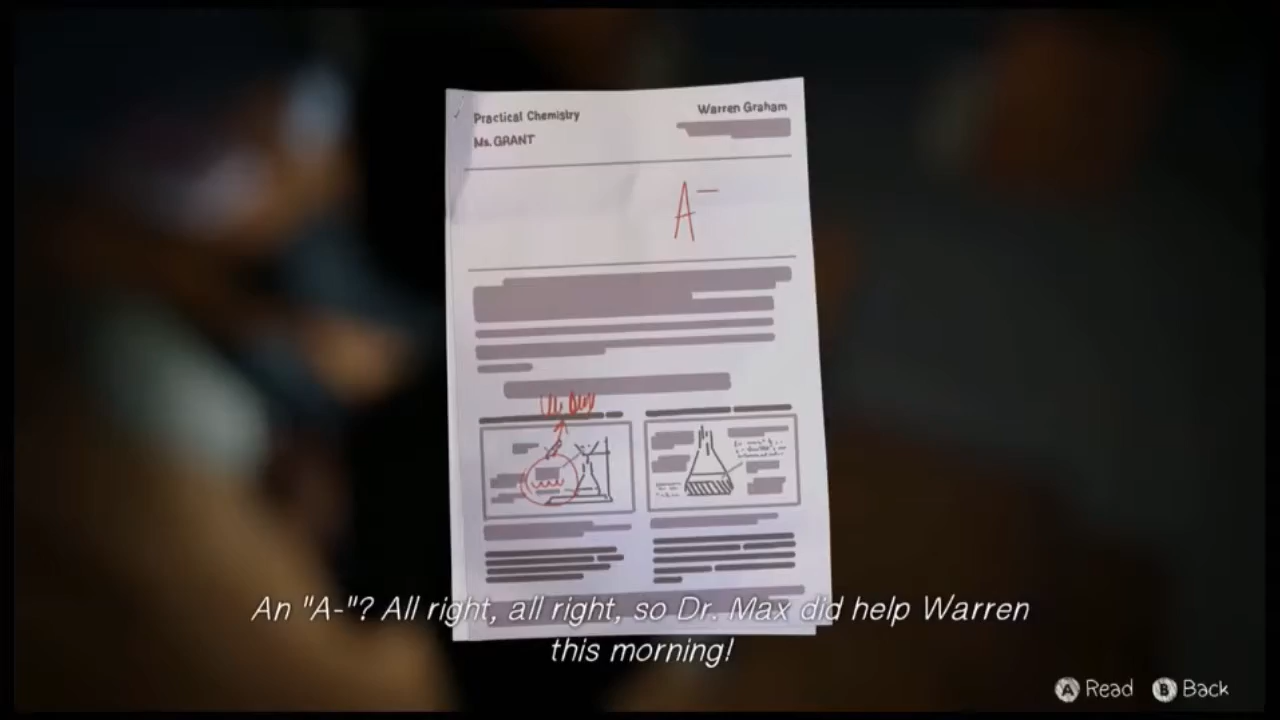 Practical Chemistry
Warren Graham
Ms. GRANT
A-
An "A-"? All right, all right, so Dr. Max did help Warren
this morning!
A Read B Back